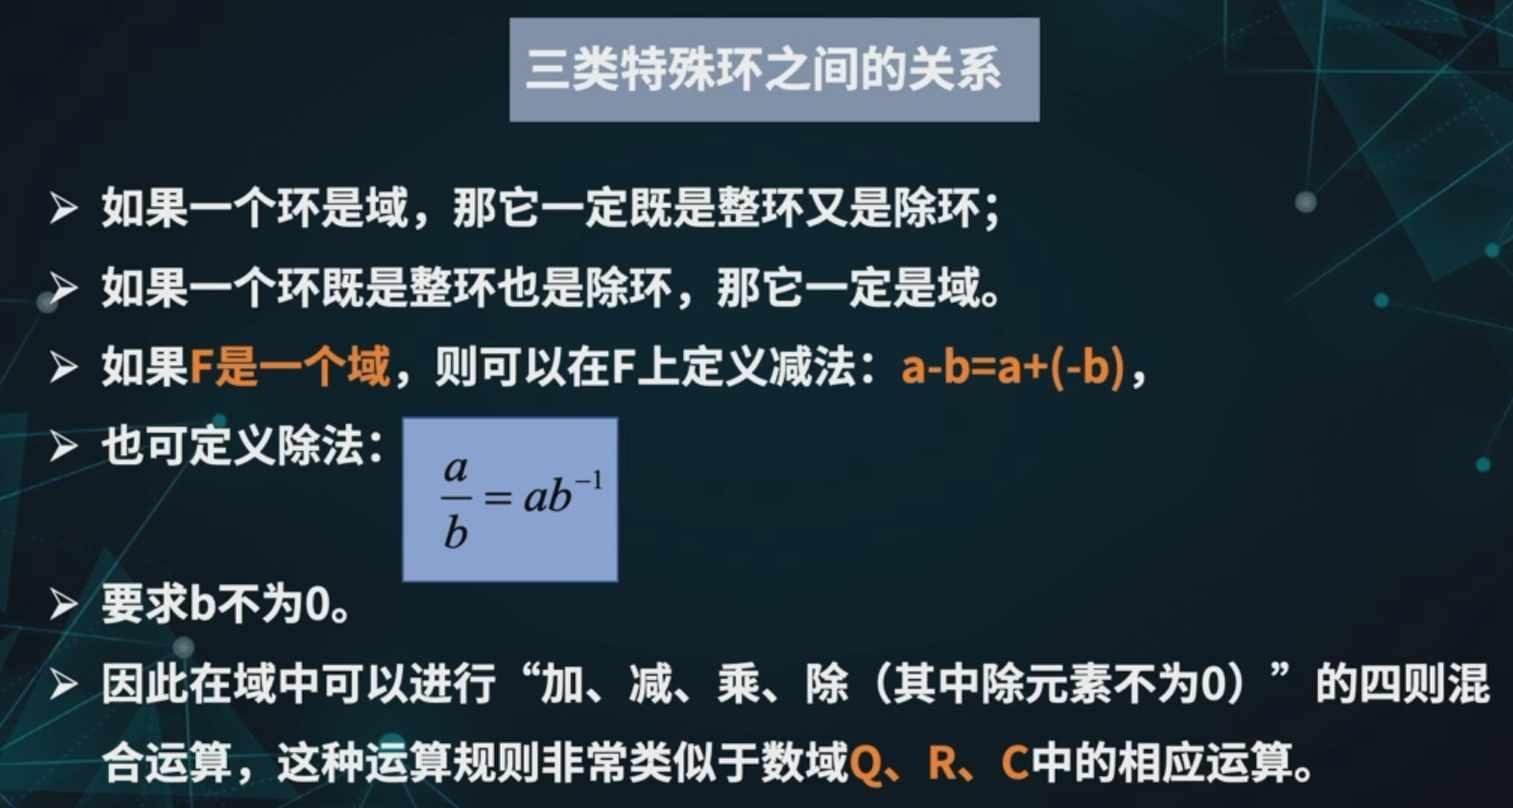 三类特殊环之间的关系
➢ 如果一个环是域，那它一定既是整环又是除环；
➢ 如果一个环既是整环也是除环，那它一定是域。
➢ 如果F是一个域，则可以在F上定义减法：a-b=a+(-b)，
➢ 也可定义除法： a/b = ab⁻¹
➢ 要求b不为0。
➢ 因此在域中可以进行“加、减、乘、除（其中除元素不为0）”的四则混
合运算，这种运算规则非常类似于数域Q、R、C中的相应运算。